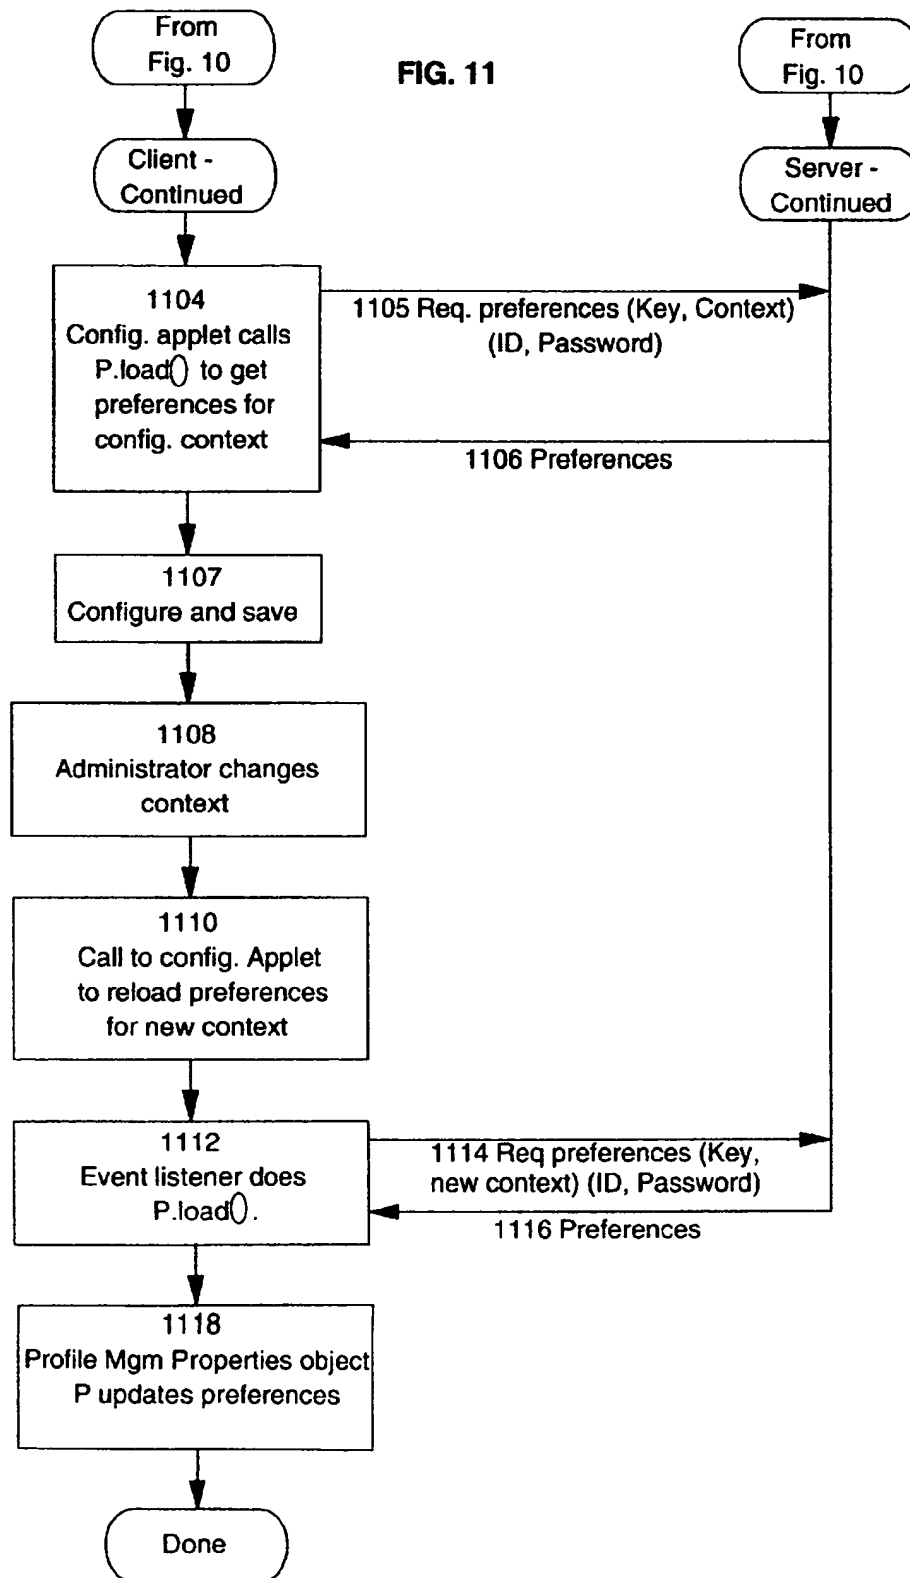 From
Fig. 10
FIG. 11
From
Fig. 10
Client -
Continued
Server -
Continued
1104
Config. applet calls
P.load() to get
preferences for
config. context
1105 Req. preferences (Key, Context)
(ID, Password)
1106 Preferences
1107
Configure and save
1108
Administrator changes
context
1110
Call to config. Applet
to reload preferences
for new context
1112
Event listener does
P.load().
1114 Req preferences (Key,
new context) (ID, Password)
1116 Preferences
1118
Profile Mgm Properties object
P updates preferences
Done